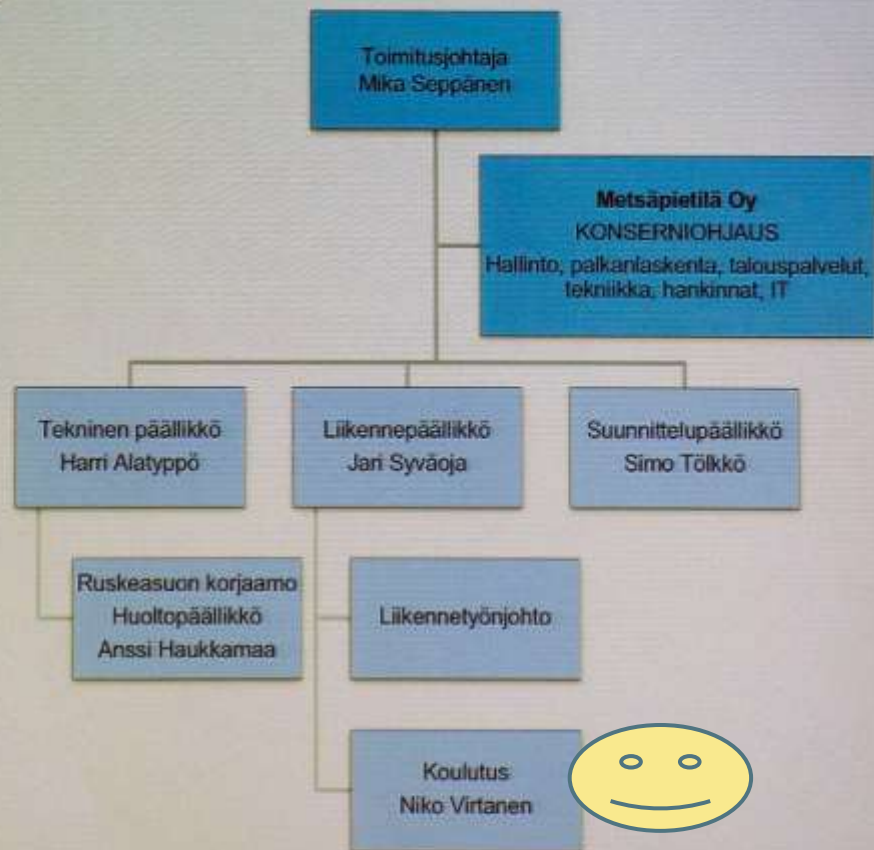 Toimitusjohtaja
Mika Seppänen
Metsäpietilä Oy
KONSERNIOHJAUS
Hallinto, palkanlaskenta, talouspalvelut,
tekniikka, hankinnat, IT
Tekninen päällikkö
Harri Alatyppö
Liikennepäällikkö
Jari Syväoja
Suunnittelupäällikkö
Simo Tölkkö
Ruskeasuon korjaamo
Huoltopäällikkö
Anssi Haukkamaa
Liikennetyönjohto
Koulutus
Niko Virtanen